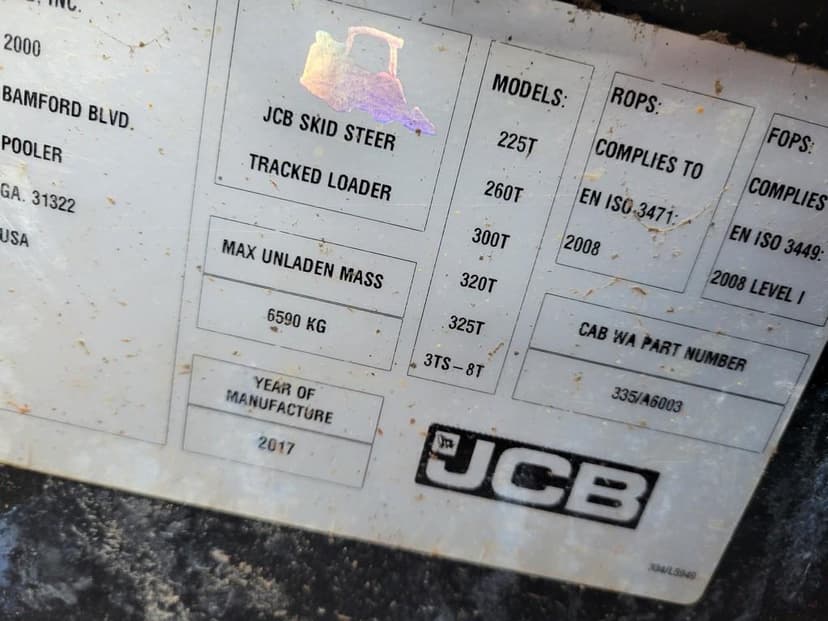 INC.
2000
BAMFORD BLVD.
POOLER
GA. 31322
USA
JCB SKID STEER
TRACKED LOADER
MAX UNLADEN MASS
6590 KG
YEAR OF
MANUFACTURE
2017
MODELS:
225T
260T
300T
320T
325T
3TS-8T
ROPS:
COMPLIES TO
EN ISO 3471:
2008
FOPS:
COMPLIES
EN ISO 3449:
2008 LEVEL I
CAB WA PART NUMBER
335/A6003
JCB